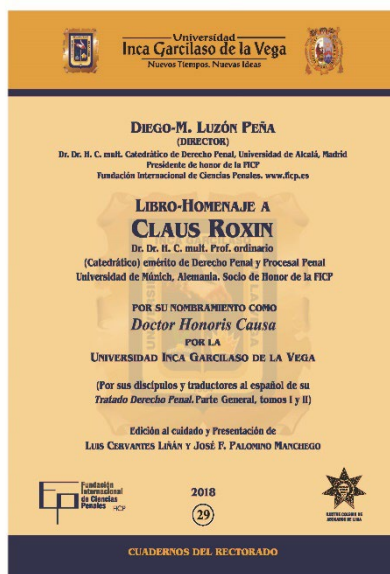 Universidad
Inca Garcilaso de la Vega
Nuevos Tiempos, Nuevas Ideas
DIEGO-M. LUZÓN PEÑA
(DIRECTOR)
Dr. Dr. H. C. mult. Catedrático de Derecho Penal, Universidad de Alcalá, Madrid
Presidente de honor de la FICP
Fundación Internacional de Ciencias Penales. www.ficp.es
LIBRO-HOMENAJE A
CLAUS ROXIN
Dr. Dr. H. C. mult. Prof. ordinario
(Catedrático) emérito de Derecho Penal y Procesal Penal
Universidad de Múnich, Alemania. Socio de Honor de la FICP
POR SU NOMBRAMIENTO COMO
Doctor Honoris Causa
POR LA
UNIVERSIDAD INCA GARCILASO DE LA VEGA
(Por sus discípulos y traductores al español de su
Tratado Derecho Penal. Parte General, tomos I y II)
Edición al cuidado y Presentación de
LUIS CERVANTES LIÑÁN Y JOSÉ F. PALOMINO MANCHEGO
Fundación
Internacional
de Ciencias
Penales
2018
29
ILUSTRE COLEGIO DE
ABOGADOS DE LIMA
CUADERNOS DEL RECTORADO